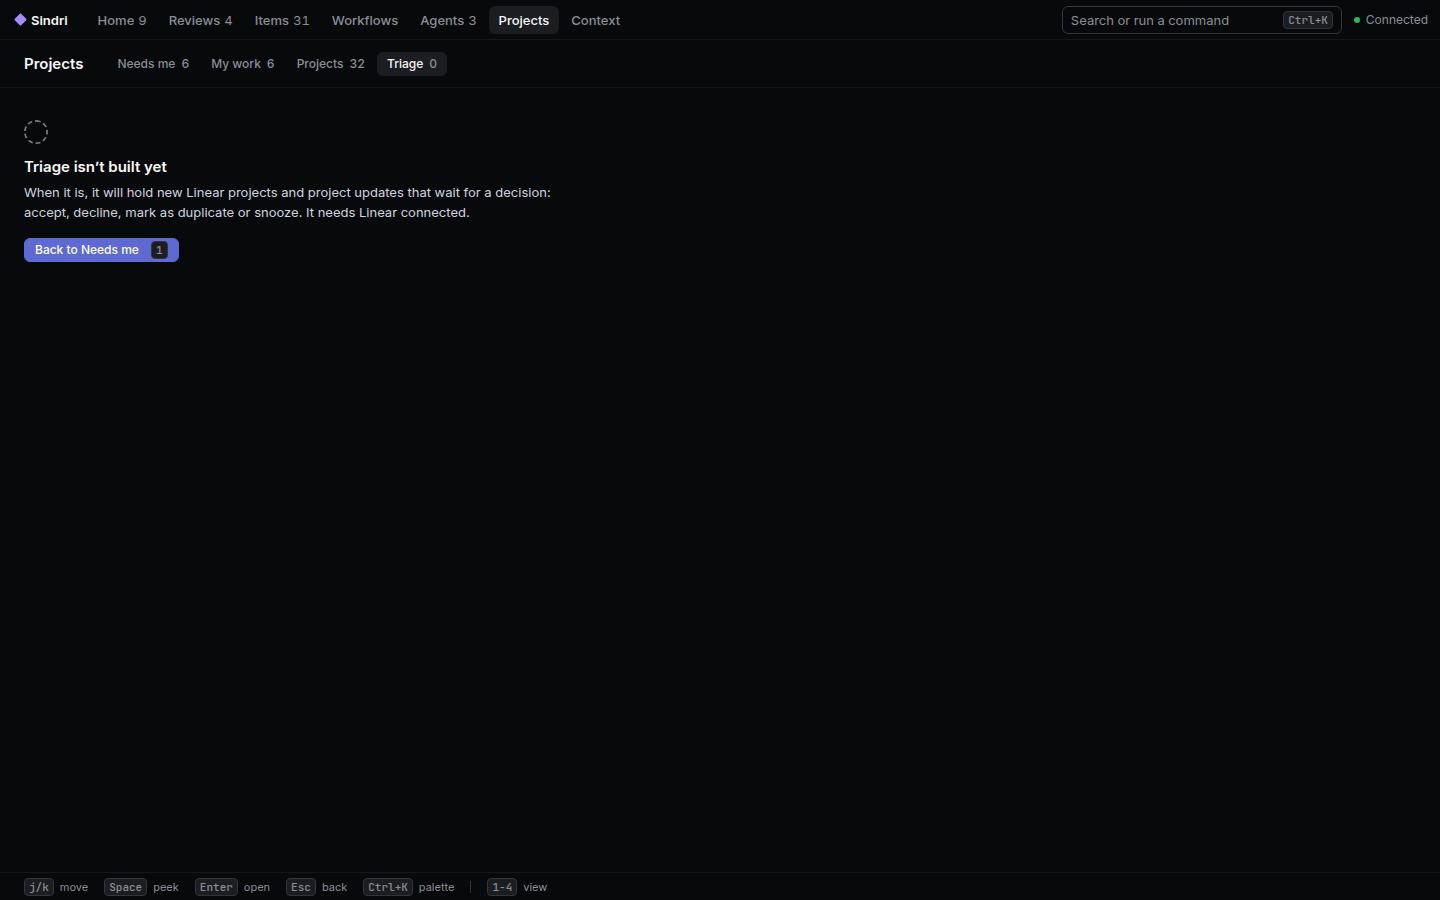 Sindri
Home 9
Reviews 4
Items 31
Workflows
Agents 3
Projects
Context
Search or run a command
Ctrl+K
Connected
Projects
Needs me 6
My work 6
Projects 32
Triage 0
Triage isn’t built yet
When it is, it will hold new Linear projects and project updates that wait for a decision:
accept, decline, mark as duplicate or snooze. It needs Linear connected.
Back to Needs me 1
j/k move
Space peek
Enter open
Esc back
Ctrl+K palette
1-4 view